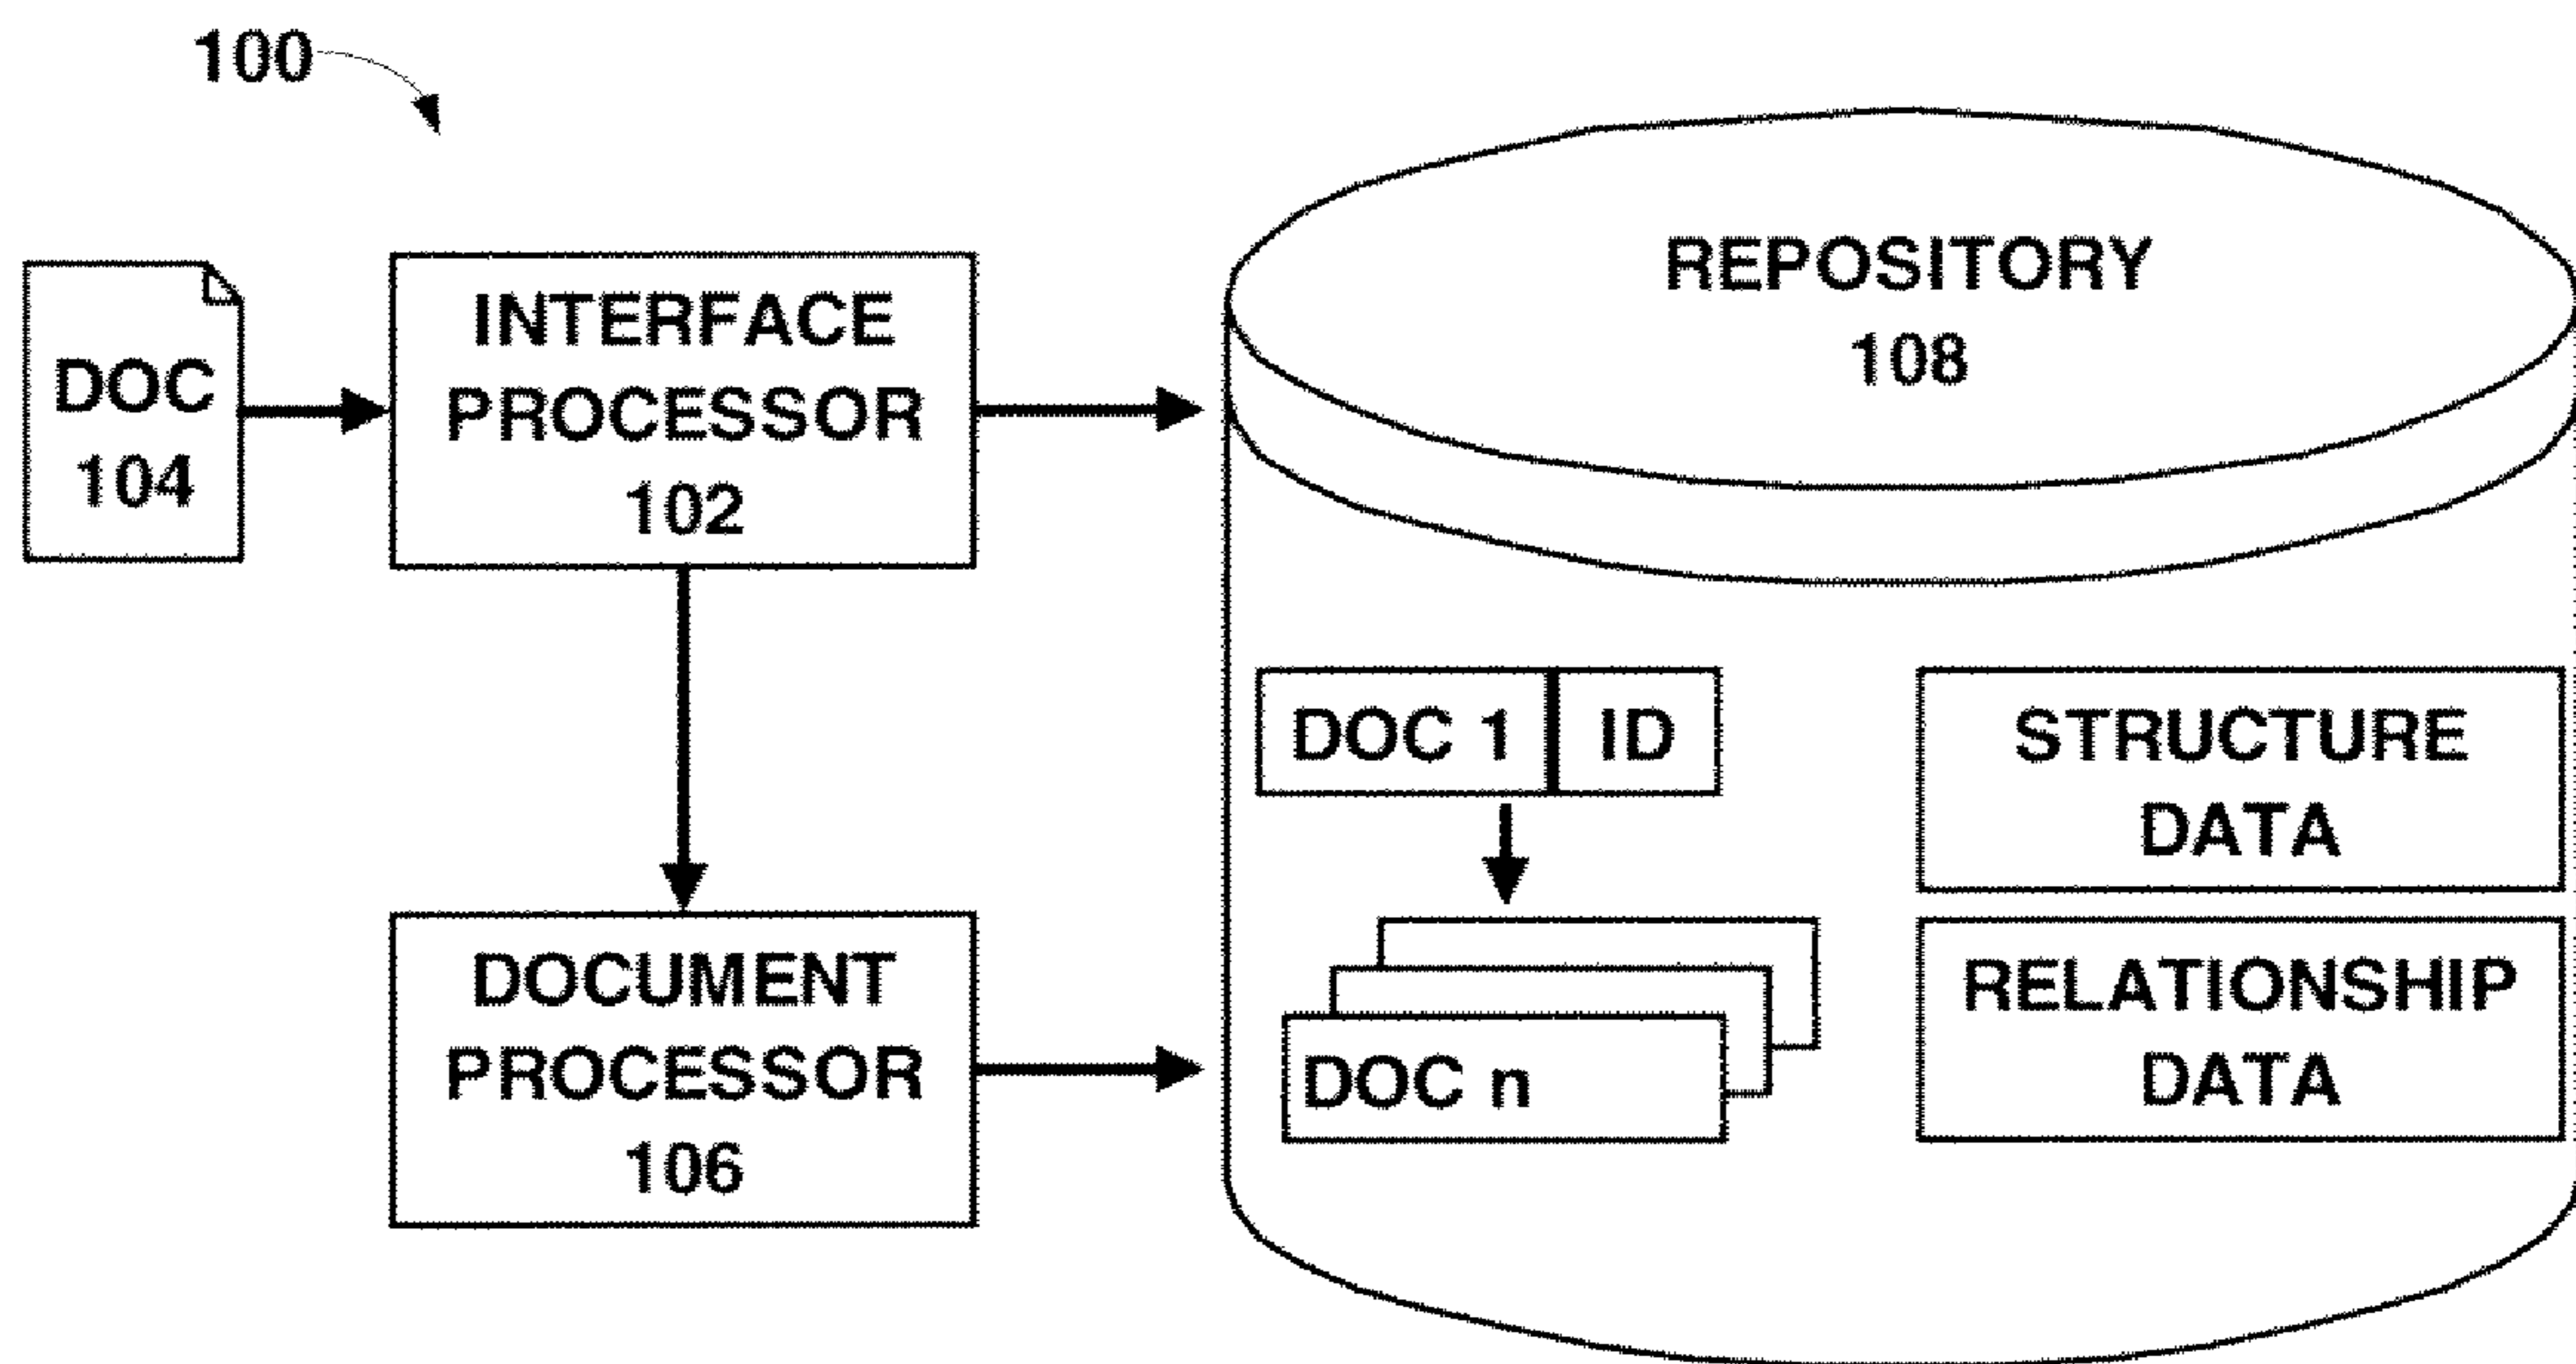 100
DOC
104
INTERFACE
PROCESSOR
102
REPOSITORY
108
DOC 1
ID
STRUCTURE
DATA
DOCUMENT
PROCESSOR
106
DOC n
RELATIONSHIP
DATA